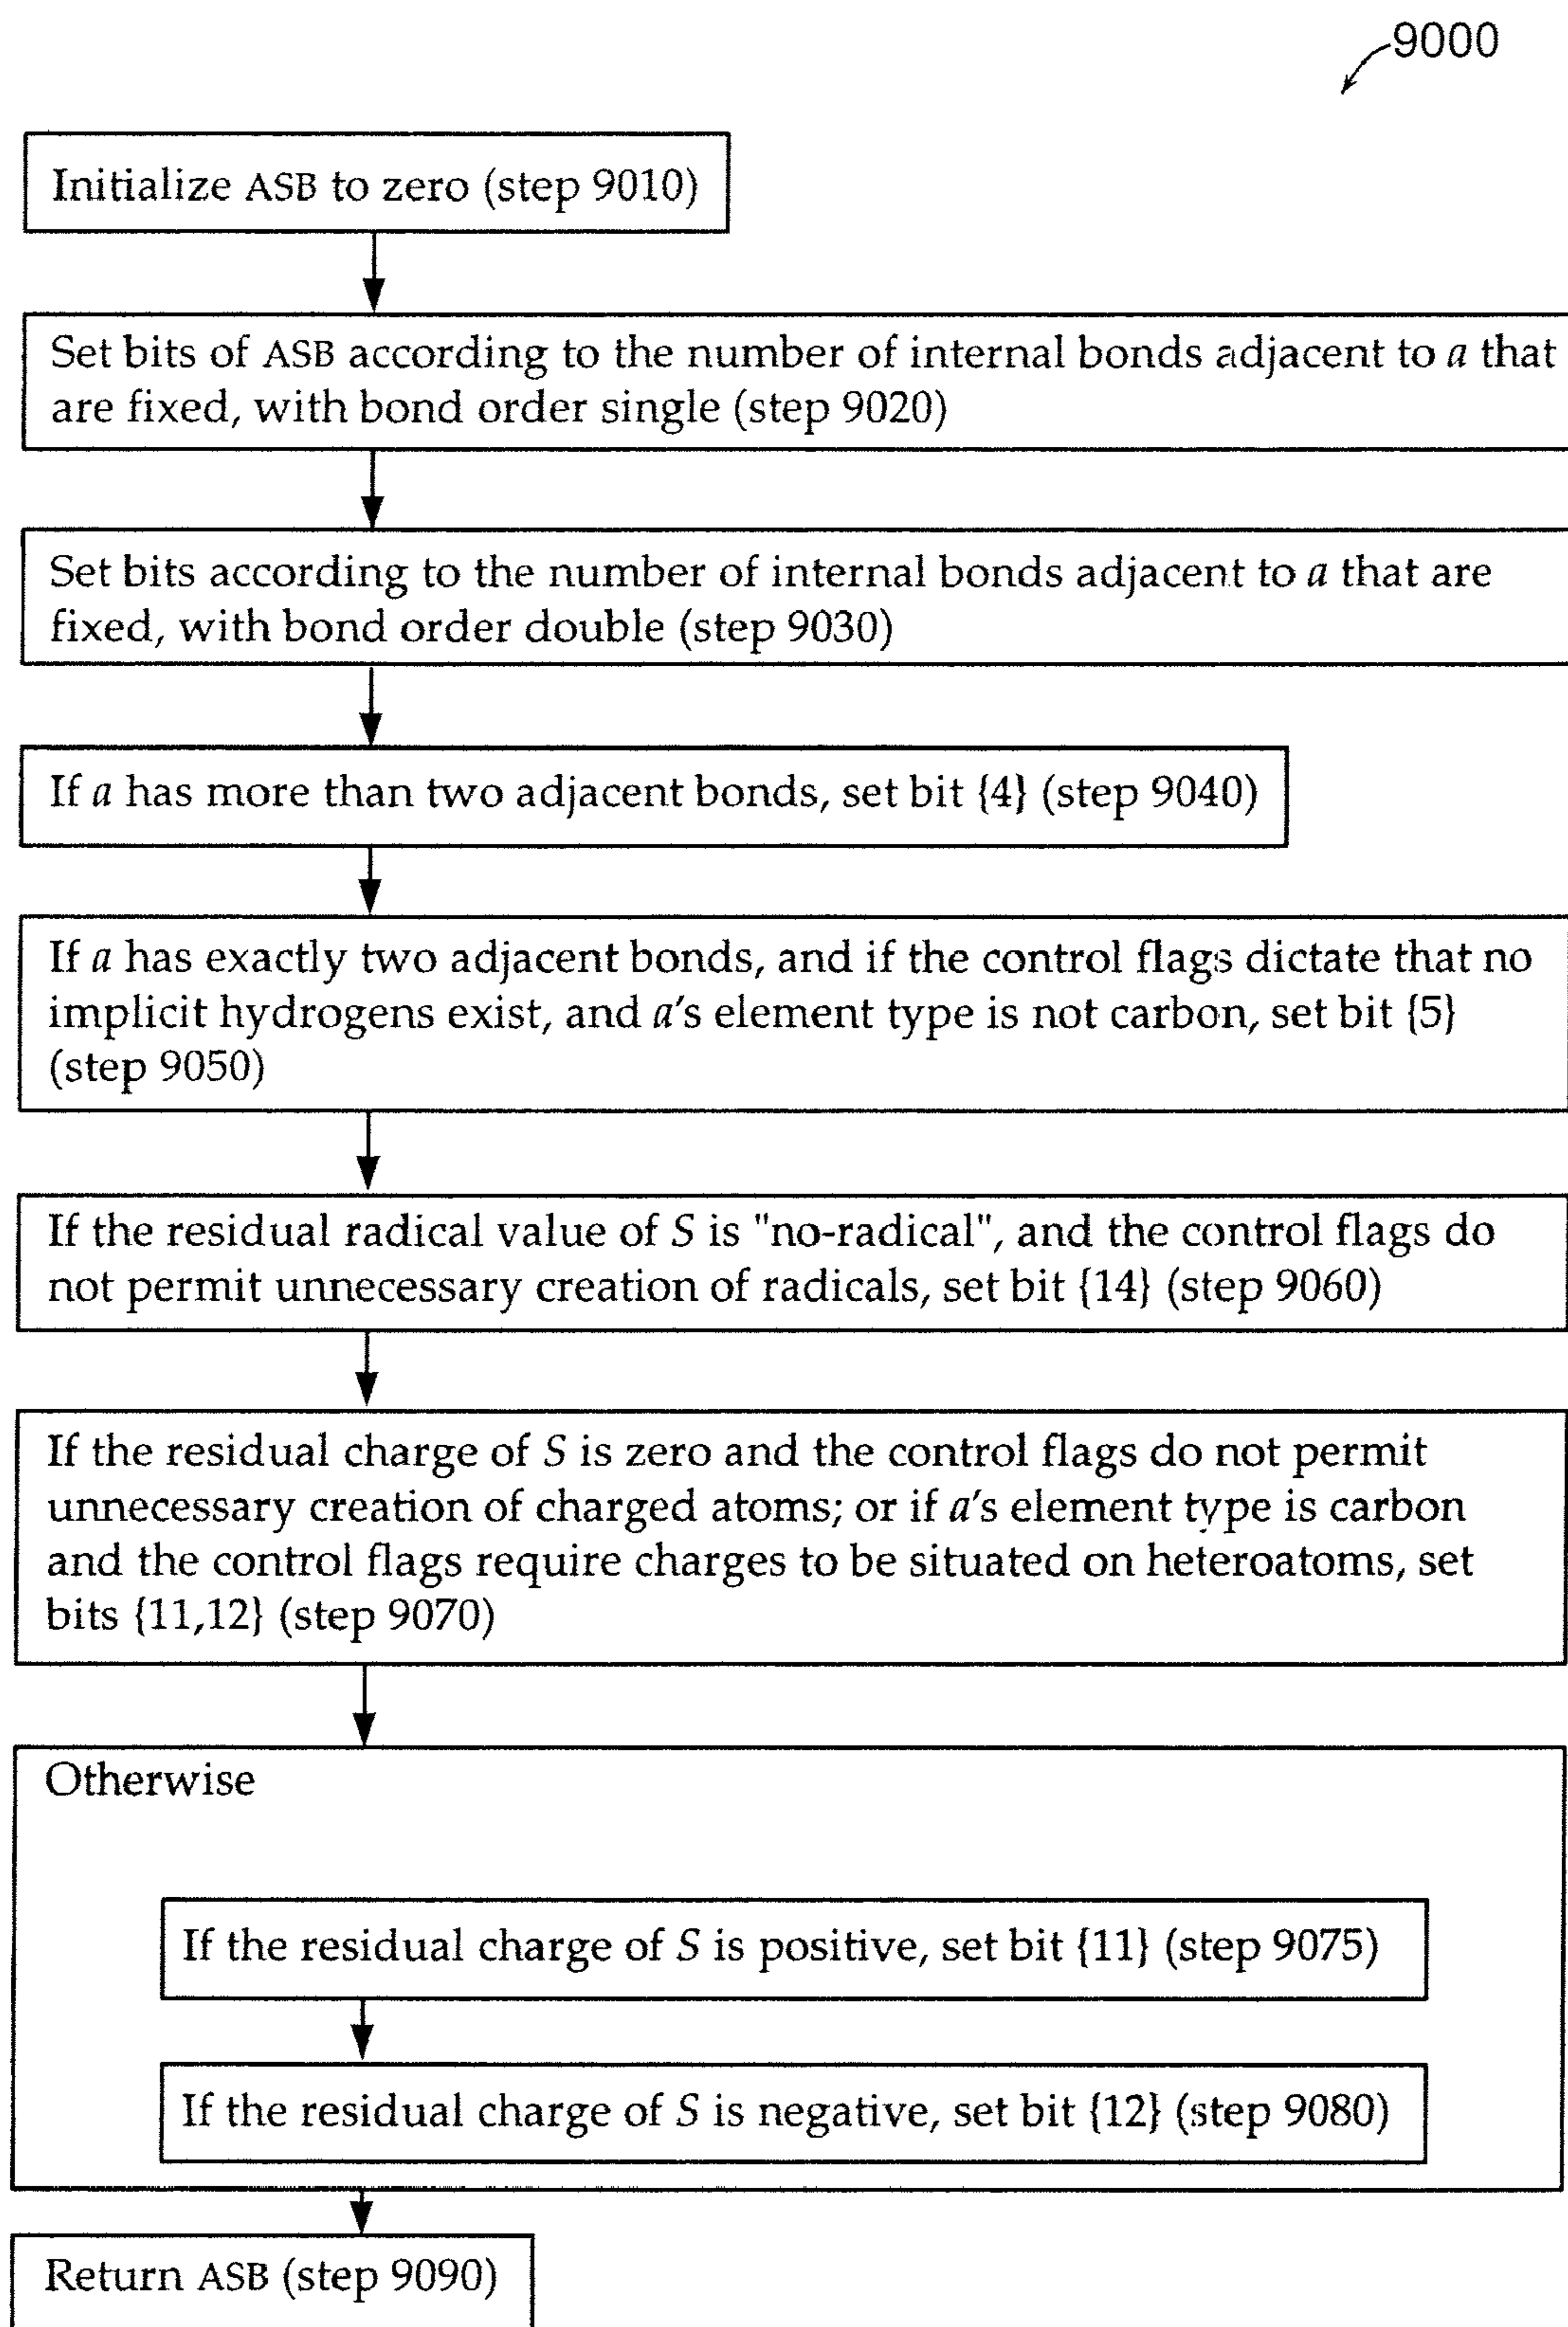 9000
Initialize ASB to zero (step 9010)
Set bits of ASB according to the number of internal bonds adjacent to a that
are fixed, with bond order single (step 9020)
Set bits according to the number of internal bonds adjacent to a that are
fixed, with bond order double (step 9030)
If a has more than two adjacent bonds, set bit {4} (step 9040)
If a has exactly two adjacent bonds, and if the control flags dictate that no
implicit hydrogens exist, and a's element type is not carbon, set bit {5}
(step 9050)
If the residual radical value of S is "no-radical", and the control flags do
not permit unnecessary creation of radicals, set bit {14} (step 9060)
If the residual charge of S is zero and the control flags do not permit
unnecessary creation of charged atoms; or if a's element type is carbon
and the control flags require charges to be situated on heteroatoms, set
bits {11,12} (step 9070)
Otherwise
If the residual charge of S is positive, set bit {11} (step 9075)
If the residual charge of S is negative, set bit {12} (step 9080)
Return ASB (step 9090)